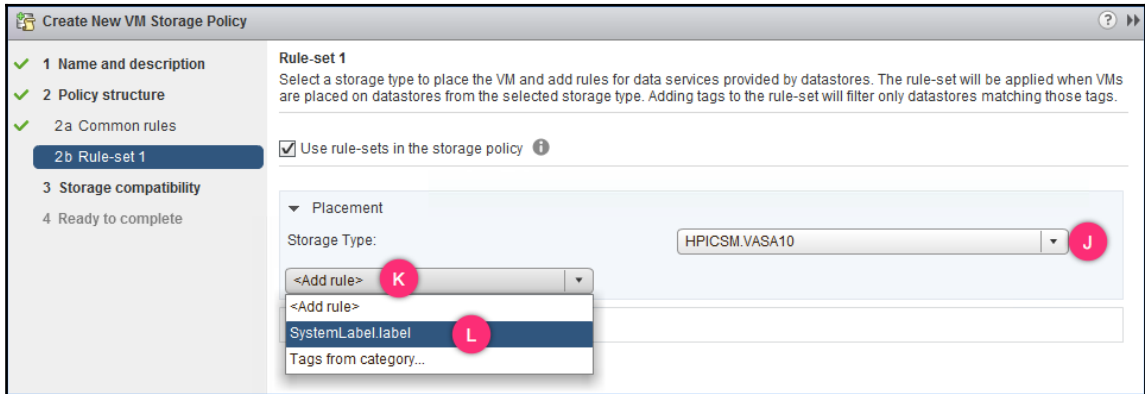 Create New VM Storage Policy
1 Name and description
2 Policy structure
2a Common rules
2b Rule-set 1
3 Storage compatibility
4 Ready to complete
Rule-set 1
Select a storage type to place the VM and add rules for data services provided by datastores. The rule-set will be applied when VMs
are placed on datastores from the selected storage type. Adding tags to the rule-set will filter only datastores matching those tags.
Use rule-sets in the storage policy
Placement
Storage Type:
HPICSM.VASA10
J
<Add rule>
K
<Add rule>
SystemLabel.label
L
Tags from category...